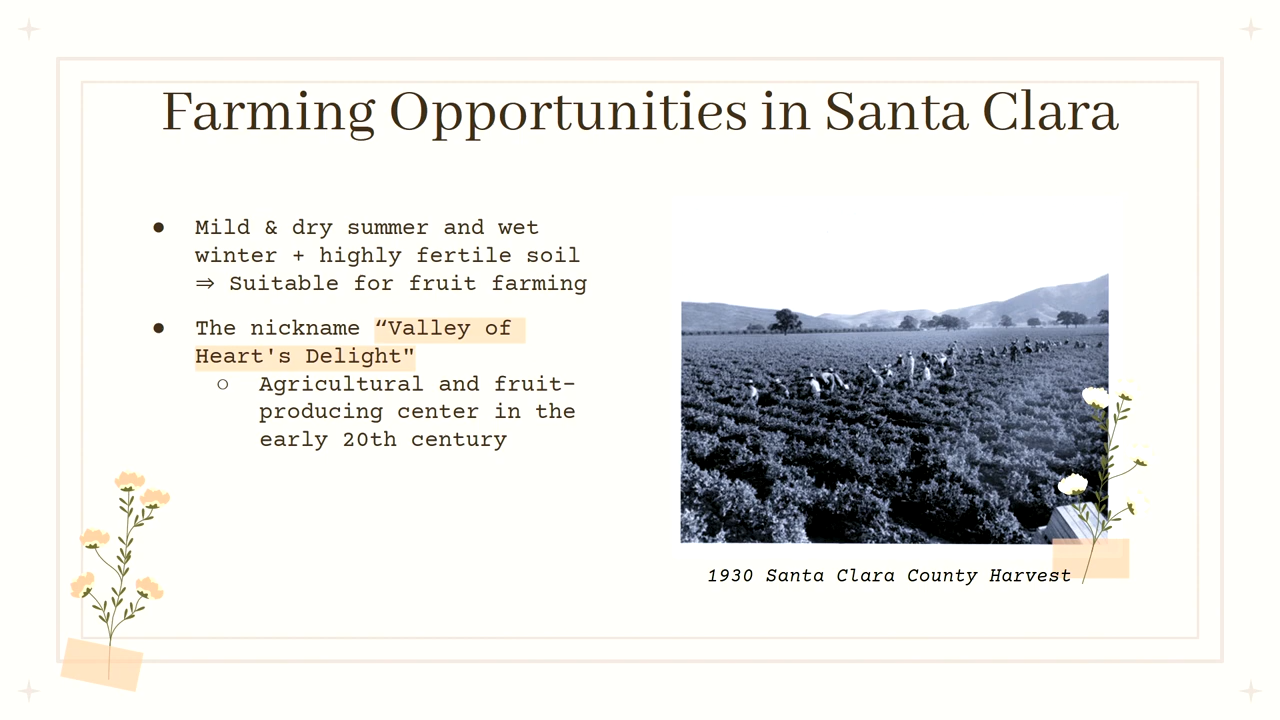 Farming Opportunities in Santa Clara
● Mild & dry summer and wet
winter + highly fertile soil
⇒ Suitable for fruit farming
● The nickname “Valley of
Heart's Delight"
○ Agricultural and fruit-
producing center in the
early 20th century
1930 Santa Clara County Harvest